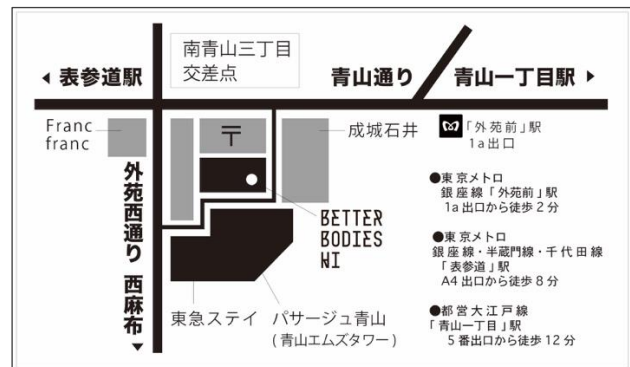 南青山三丁目
交差点
◀ 表参道駅
青山通り
青山一丁目駅 ▶
Franc
franc
〒
成城石井
「外苑前」駅
1a出口
外苑西通り 西麻布 ▼
BETTER
BODIES
HI
東急ステイ
パサージュ青山
(青山エムズタワー)
●東京メトロ
銀座線「外苑前」駅
1a出口から徒歩2分
●東京メトロ
銀座線・半蔵門線・千代田線
「表参道」駅
A4出口から徒歩8分
●都営大江戸線
「青山一丁目」駅
5番出口から徒歩12分